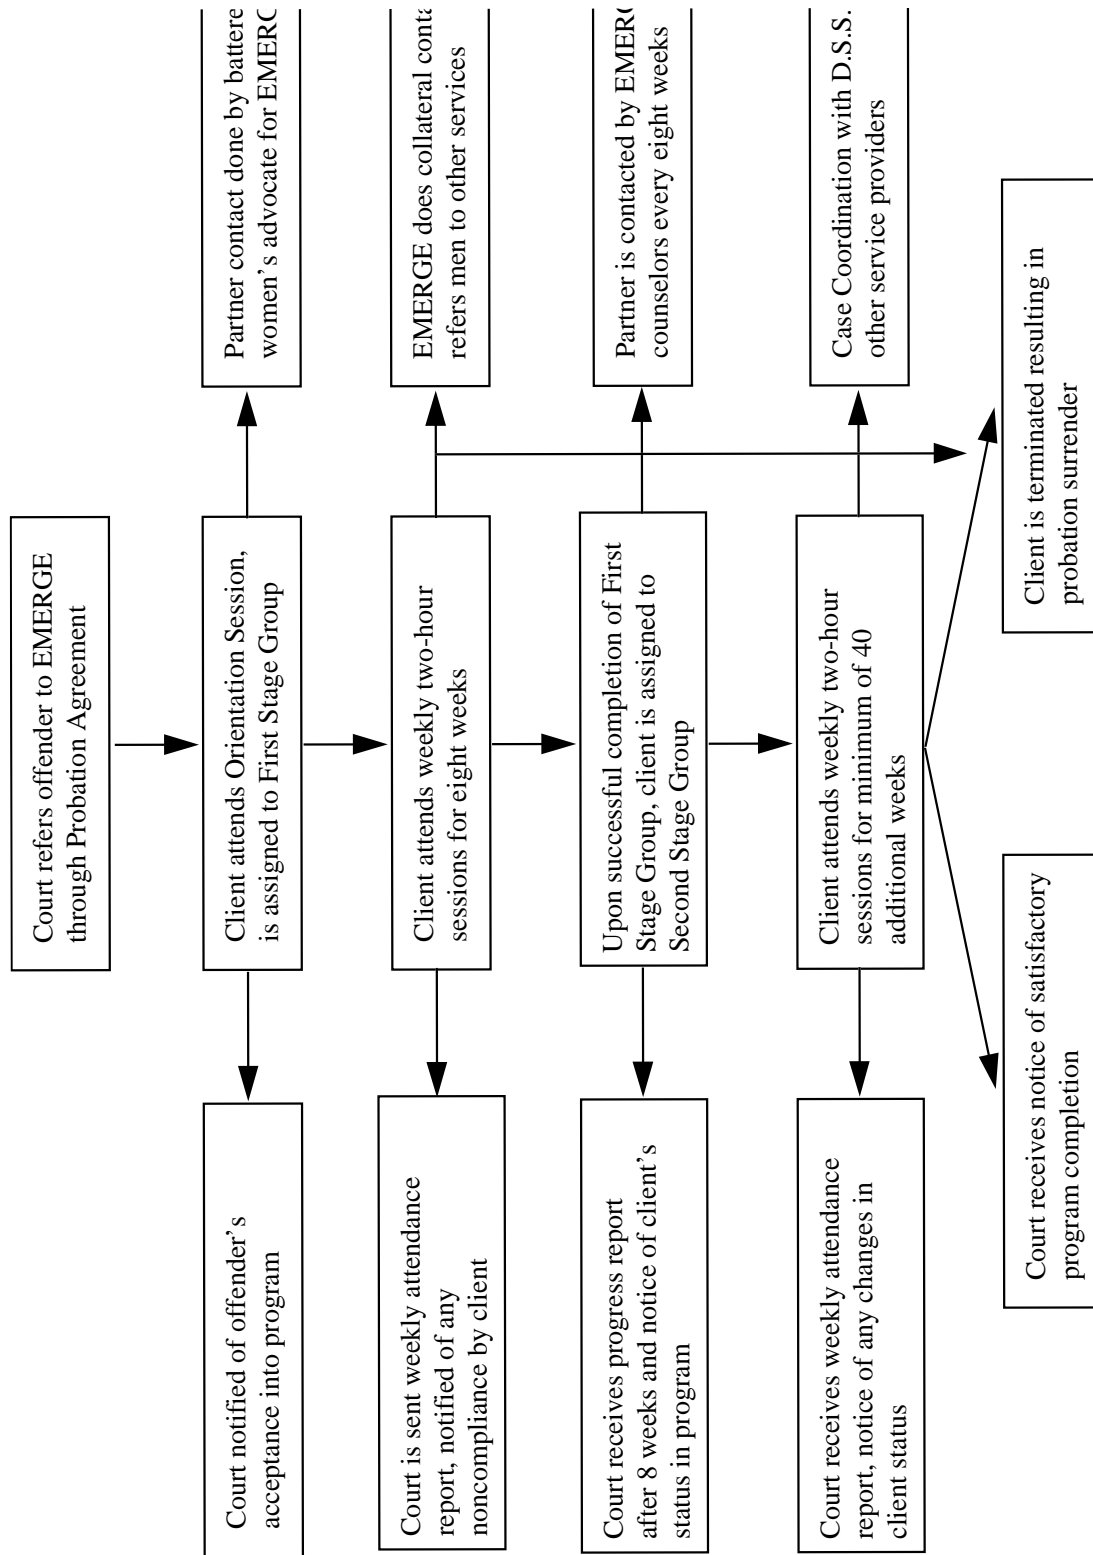 Court refers offender to EMERGE
through Probation Agreement
Court notified of offender’s
acceptance into program
Client attends Orientation Session,
is assigned to First Stage Group
Partner contact done by
women’s advocate for
Court is sent weekly attendance
report, notified of any
noncompliance by client
Client attends weekly two-hour
sessions for eight weeks
EMERGE does collateral
refers men to other services
Court receives progress report
after 8 weeks and notice of client’s
status in program
Upon successful completion of First
Stage Group, client is assigned to
Second Stage Group
Partner is contacted by
counselors every eight weeks
Court receives weekly attendance
report, notice of any changes in
client status
Client attends weekly two-hour
sessions for minimum of 40
additional weeks
Case Coordination with D.S.S.
other service providers
Court receives notice of satisfactory
program completion
Client is terminated resulting in
probation surrender